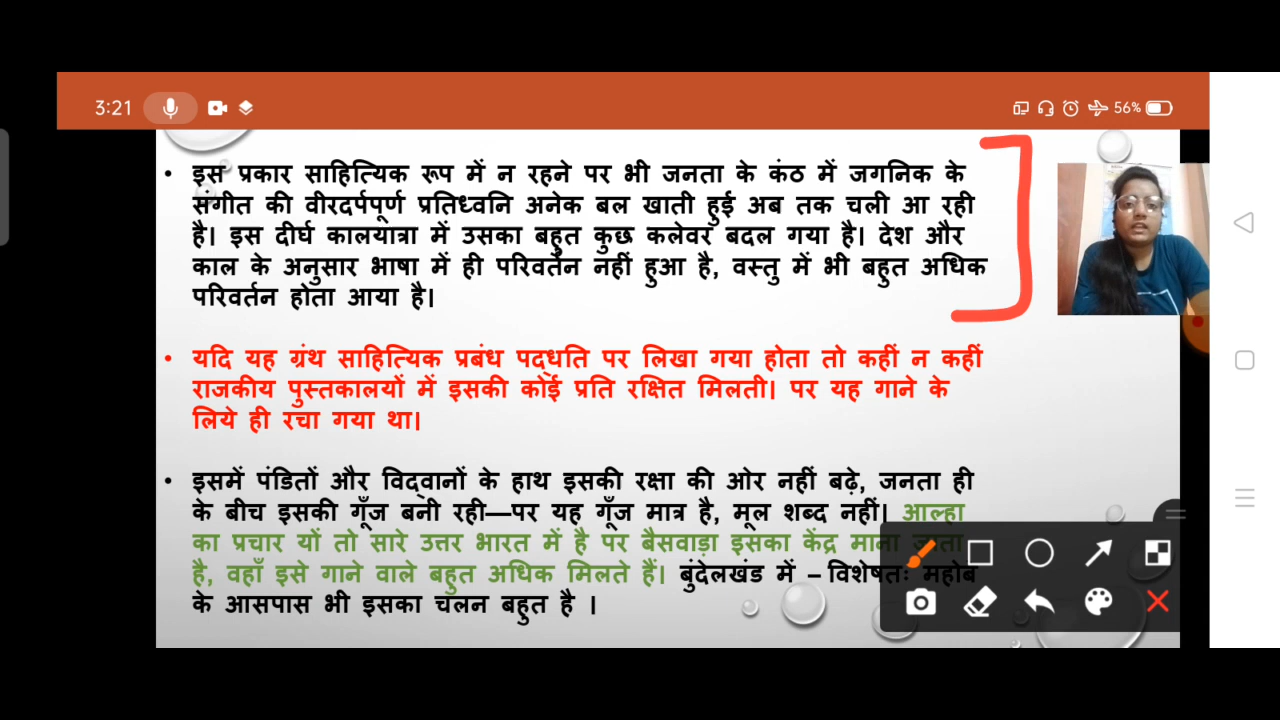 3:21
56%
• इस प्रकार साहित्यिक रूप में न रहने पर भी जनता के कंठ में जगनिक के
संगीत की वीरदर्पपूर्ण प्रतिध्वनि अनेक बल खाती हुई अब तक चली आ रही
है। इस दीर्घ कालयात्रा में उसका बहुत कुछ कलेवर बदल गया है। देश और
काल के अनुसार भाषा में ही परिवर्तन नहीं हुआ है, वस्तु में भी बहुत अधिक
परिवर्तन होता आया है।
• यदि यह ग्रंथ साहित्यिक प्रबंध पद्धति पर लिखा गया होता तो कहीं न कहीं
राजकीय पुस्तकालयों में इसकी कोई प्रति रक्षित मिलती। पर यह गाने के
लिये ही रचा गया था।
• इसमें पंडितों और विद्वानों के हाथ इसकी रक्षा की ओर नहीं बढ़े, जनता ही
के बीच इसकी गूँज बनी रही—पर यह गूँज मात्र है, मूल शब्द नहीं। आल्हा
का प्रचार यों तो सारे उत्तर भारत में है पर बैसवाड़ा इसका केंद्र माना जाता
है, वहाँ इसे गाने वाले बहुत अधिक मिलते हैं। बुंदेलखंड में – विशेषतः महोब
के आसपास भी इसका चलन बहुत है ।